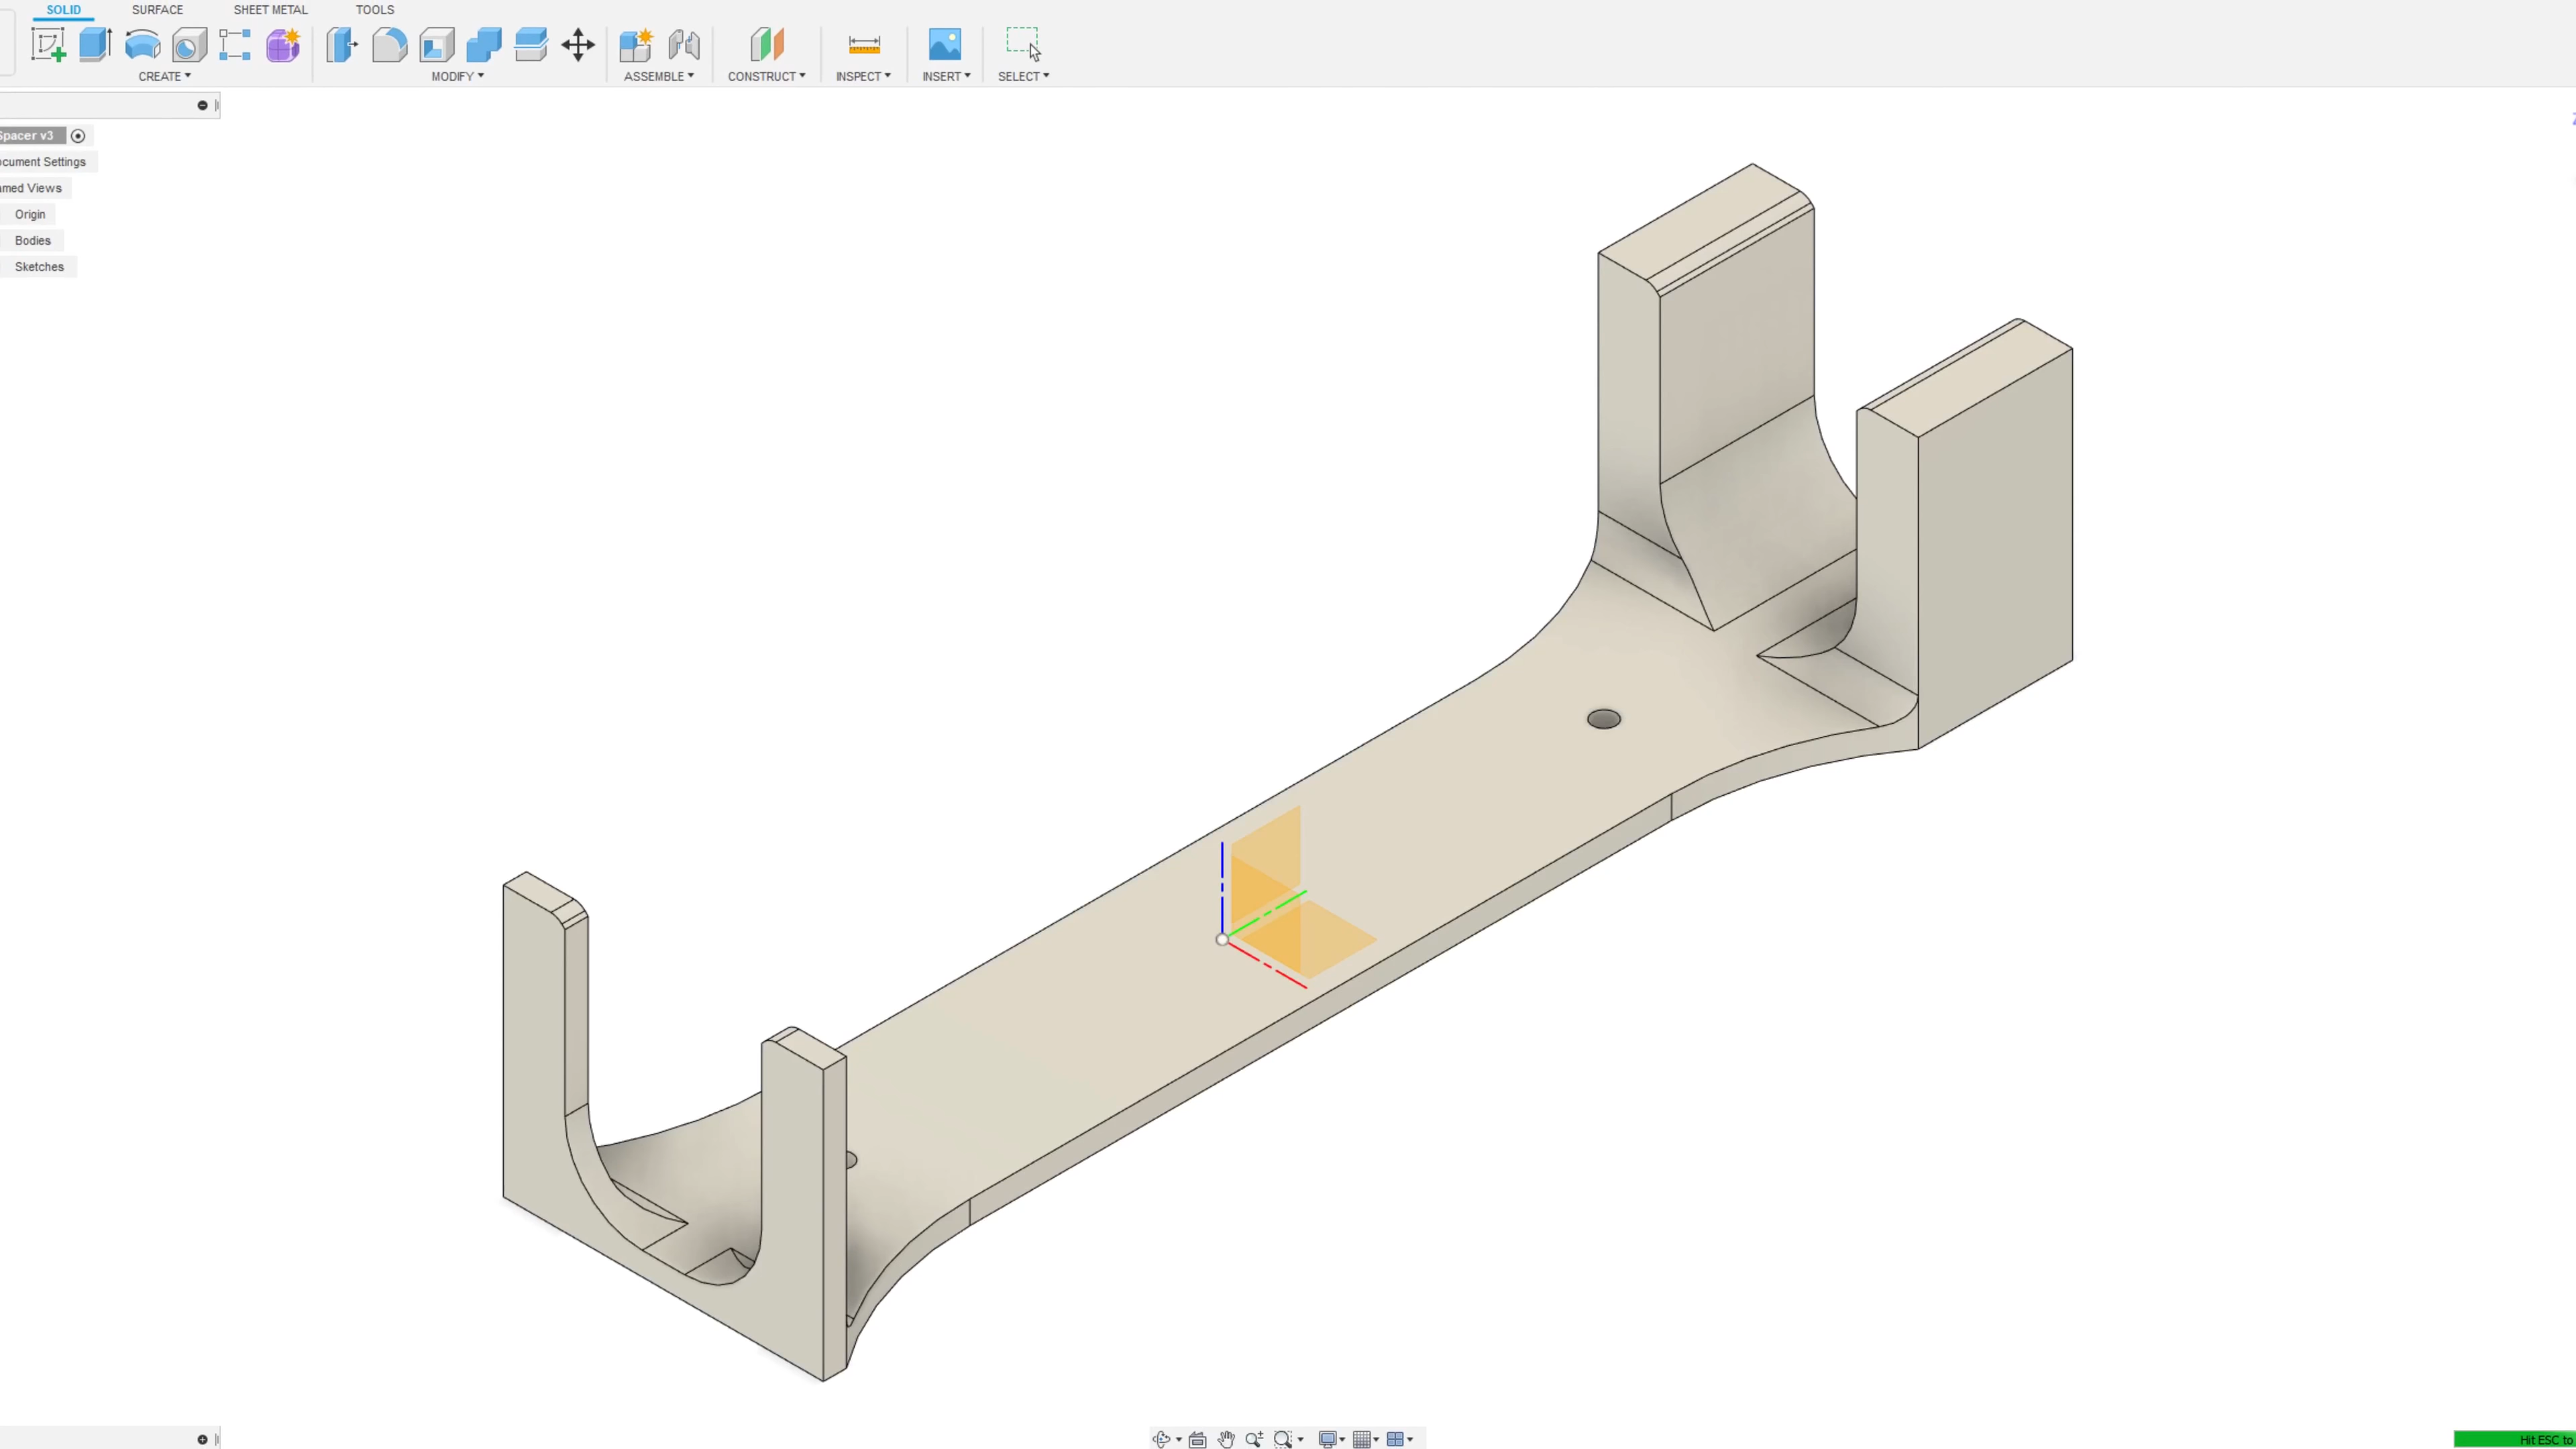 SOLID SURFACE SHEET METAL TOOLS
CREATE MODIFY ASSEMBLE CONSTRUCT INSPECT INSERT SELECT
Spacer v3
ocument Settings
amed Views
Origin
Bodies
Sketches
Hit ESC to